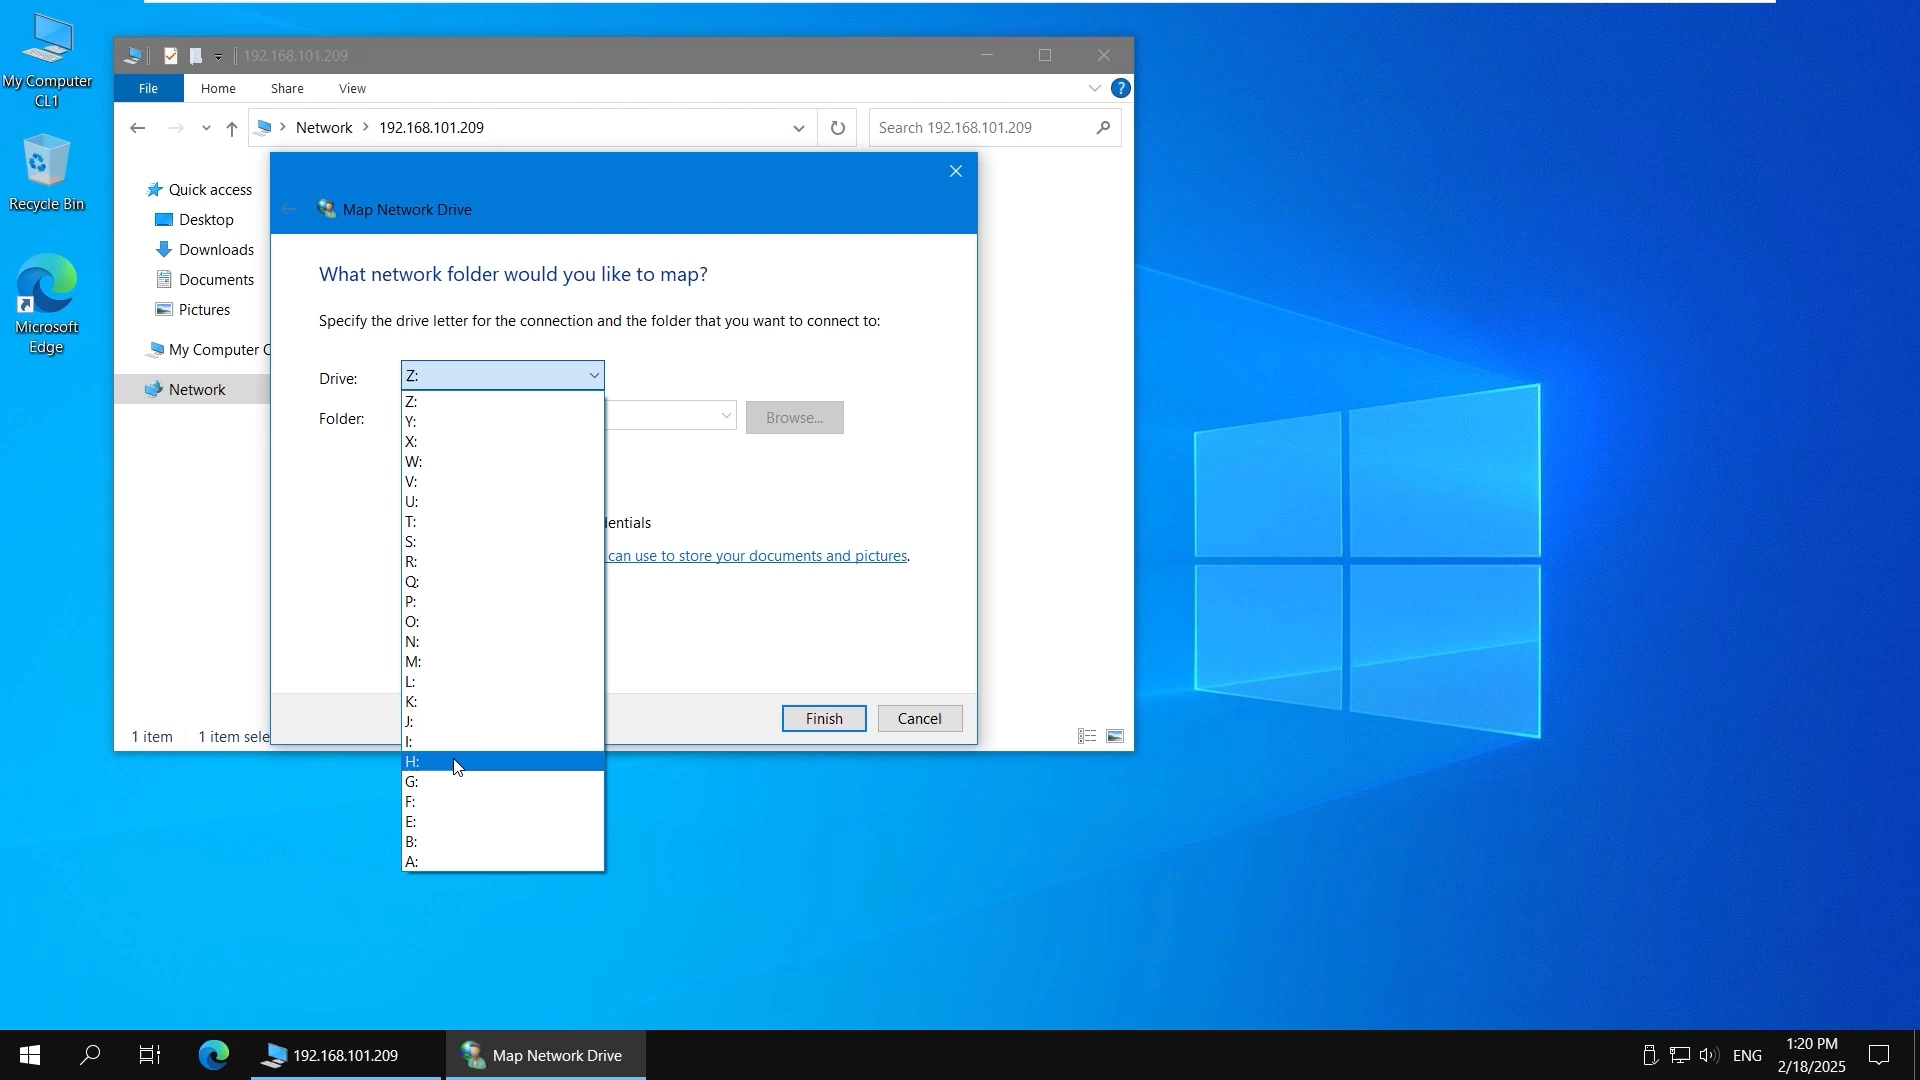 My Computer
CL1
Recycle Bin
Microsoft
Edge
192.168.101.209
File
Home
Share
View
?
Network
192.168.101.209
Search 192.168.101.209
Quick access
Desktop
Downloads
Documents
Pictures
My Computer C
Network
1 item
1 item sele
Map Network Drive
What network folder would you like to map?
Specify the drive letter for the connection and the folder that you want to connect to:
Drive:
Z:
Folder:
Browse...
Z:
Y:
X:
W:
V:
U:
T:
S:
R:
Q:
P:
O:
N:
M:
L:
K:
J:
I:
H:
G:
F:
E:
B:
A:
dentials
can use to store your documents and pictures.
Finish
Cancel
192.168.101.209
Map Network Drive
ENG
1:20 PM
2/18/2025